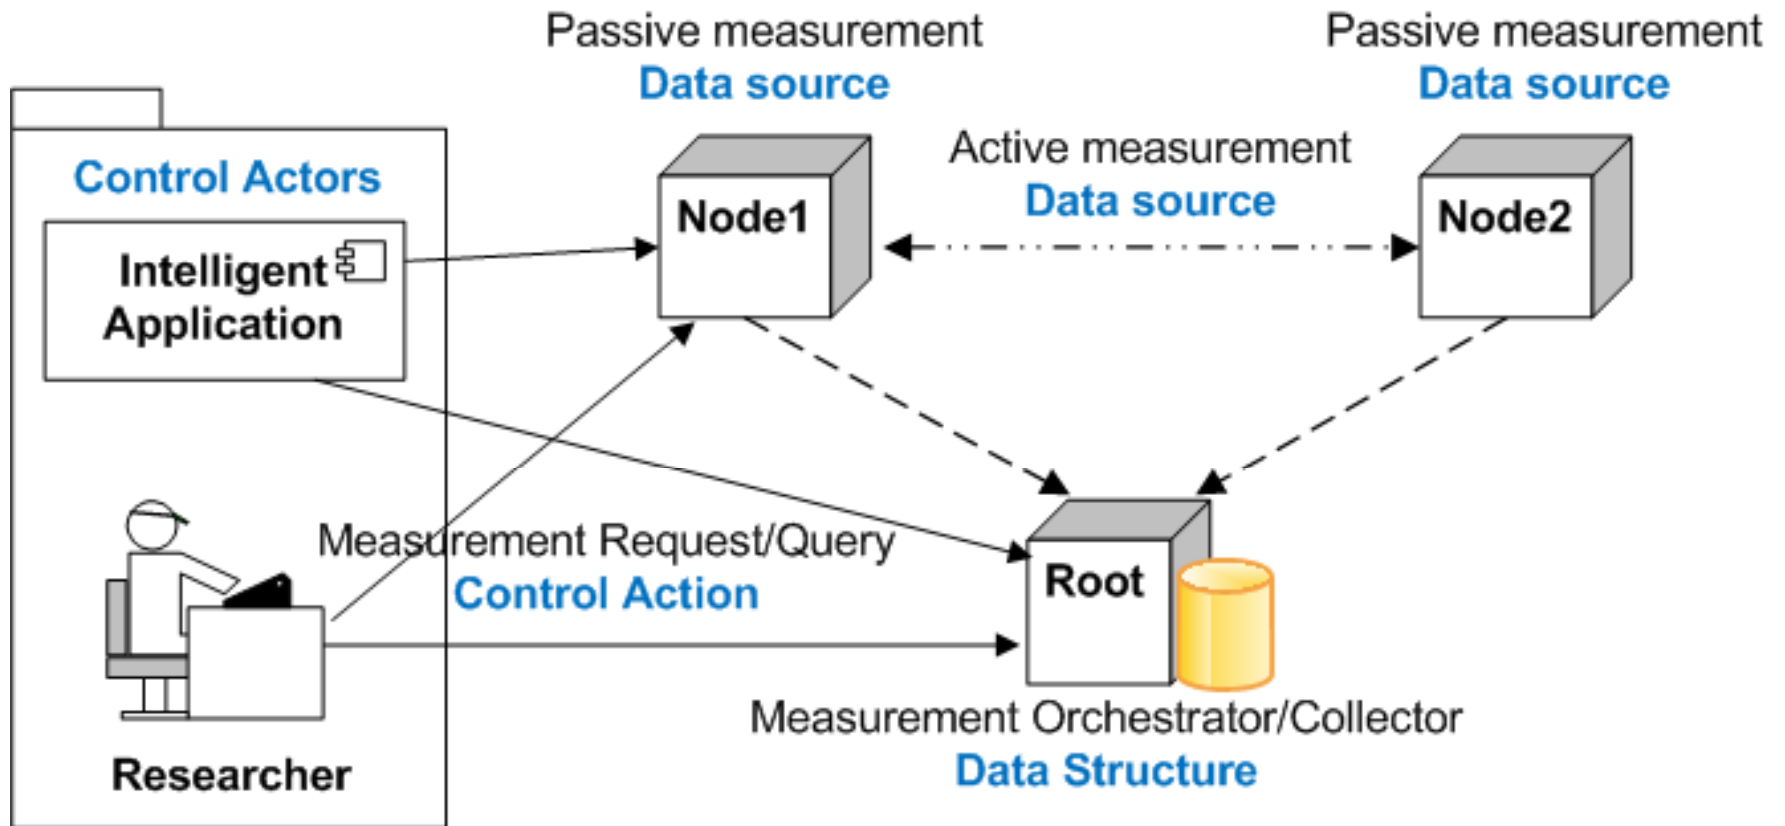 Passive measurement
Data source
Passive measurement
Data source
Control Actors
Intelligent
Application
Node1
Active measurement
Data source
Node2
Measurement Request/Query
Control Action
Root
Researcher
Measurement Orchestrator/Collector
Data Structure